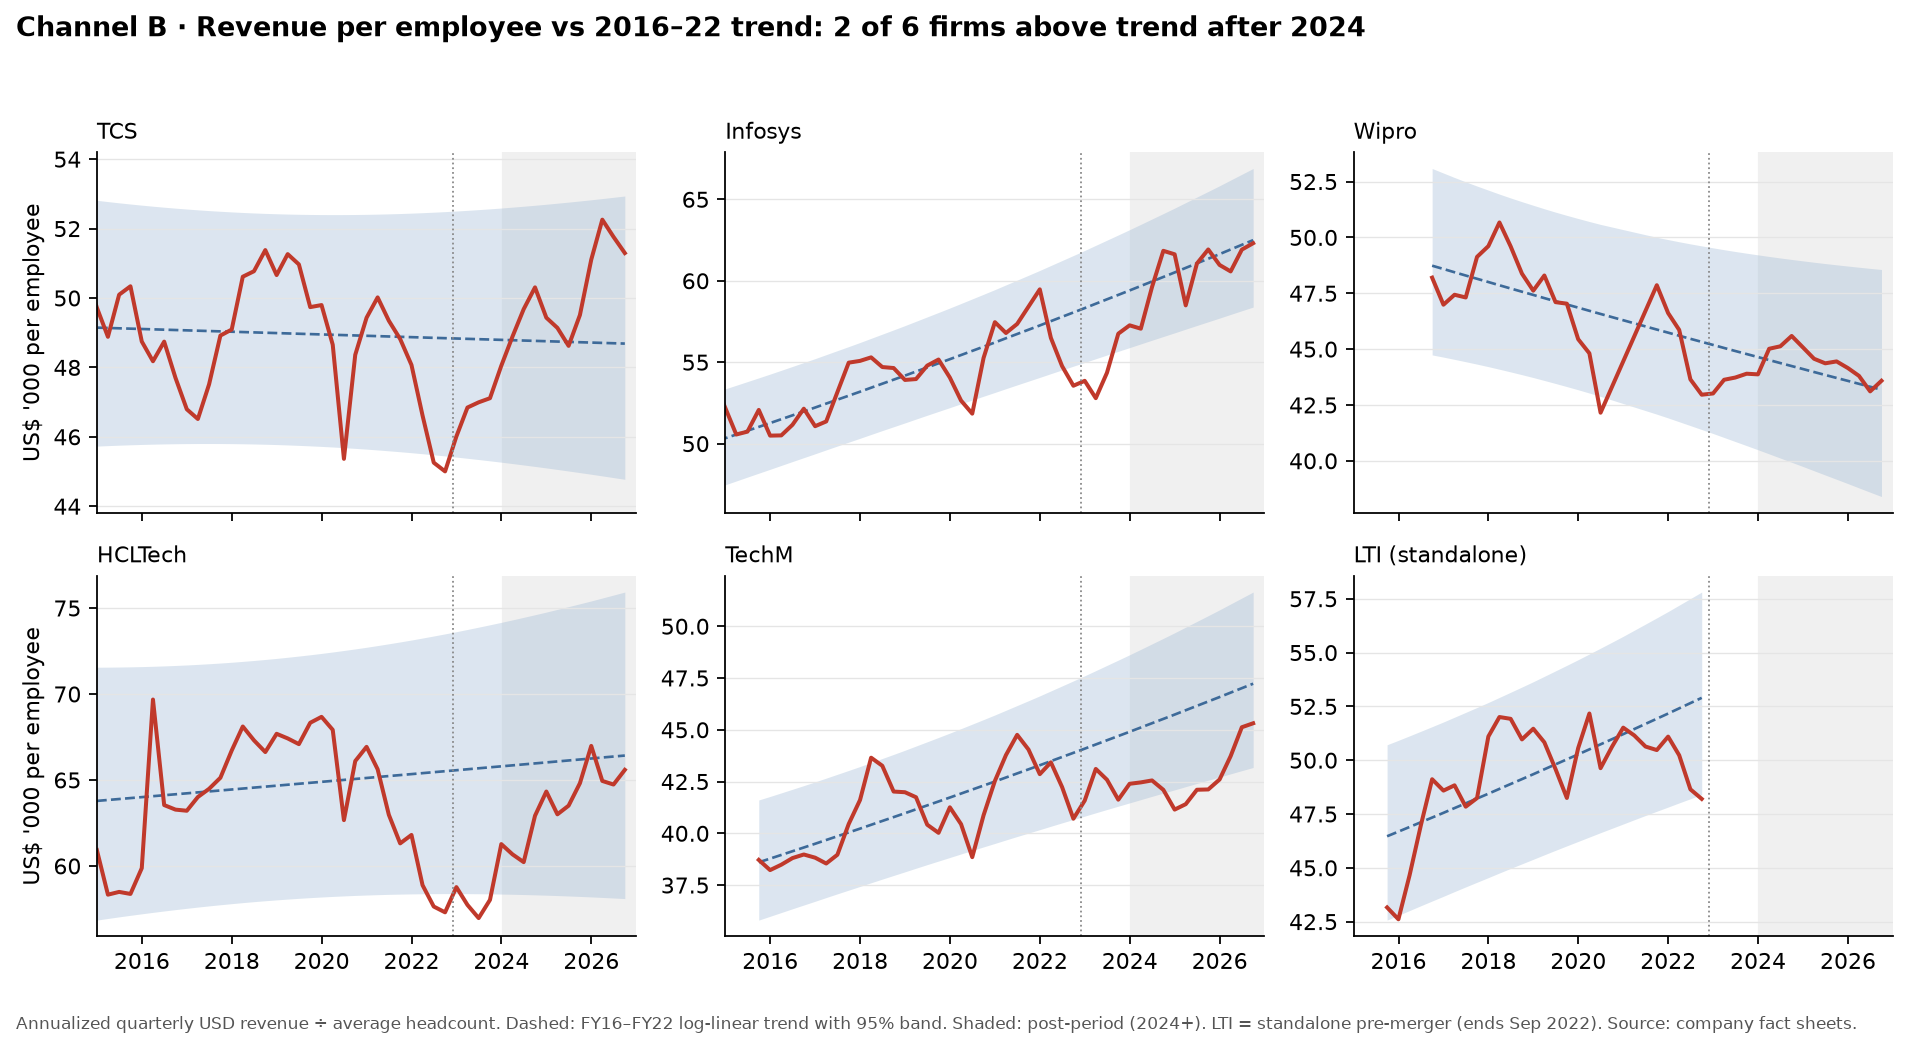 Channel B · Revenue per employee vs 2016–22 trend: 2 of 6 firms above trend after 2024
TCS
Infosys
Wipro
US$ '000 per employee
54
52
50
48
46
44
65
60
55
50
52.5
50.0
47.5
45.0
42.5
40.0
HCLTech
TechM
LTI (standalone)
US$ '000 per employee
75
70
65
60
50.0
47.5
45.0
42.5
40.0
37.5
57.5
55.0
52.5
50.0
47.5
45.0
42.5
2016 2018 2020 2022 2024 2026
2016 2018 2020 2022 2024 2026
2016 2018 2020 2022 2024 2026
Annualized quarterly USD revenue ÷ average headcount. Dashed: FY16–FY22 log-linear trend with 95% band. Shaded: post-period (2024+). LTI = standalone pre-merger (ends Sep 2022). Source: company fact sheets.